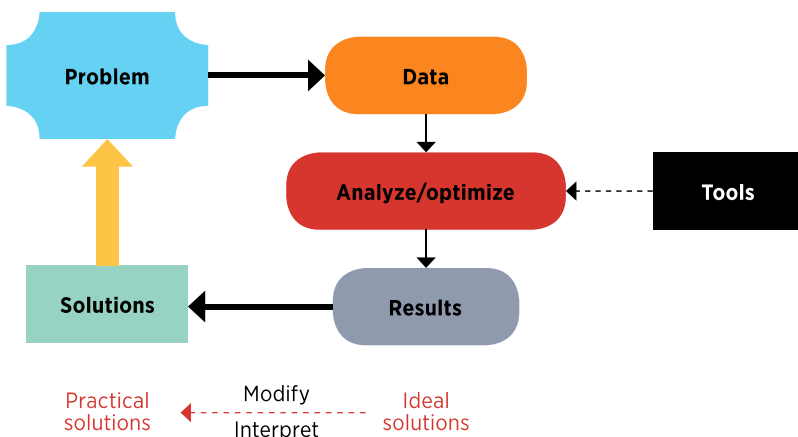 Problem
Data
Analyze/optimize
Tools
Solutions
Results
Practical
solutions
Modify
Interpret
Ideal
solutions